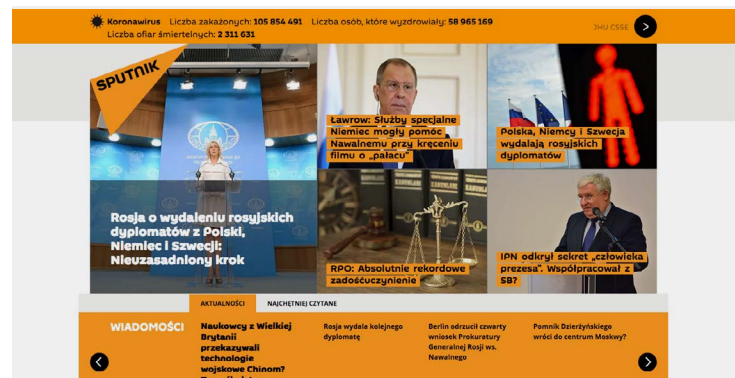 Koronawirus Liczba zakażonych: 105 854 491 Liczba osób, które wyzdrowiały: 58 965 169
Liczba ofiar śmiertelnych: 2 311 631
JHU CSSE
SPUTNIK
Rosja o wydaleniu rosyjskich
dyplomatów z Polski,
Niemiec i Szwecji:
Nieuzasadniony krok
Ławrow: Służby specjalne
Niemiec mogły pomóc
Nawalnemu przy kręceniu
filmu o „pałacu”
Polska, Niemcy i Szwecja
wydalają rosyjskich
dyplomatów
RPO: Absolutnie rekordowe
zadośćuczynienie
IPN odkrył sekret „człowieka
prezesa”. Współpracował z
SB?
AKTUALNOŚCI NAJCHĘTNIEJ CZYTANE
WIADOMOŚCI
Naukowcy z Wielkiej
Brytanii
przekazywali
technologie
wojskowe Chinom?
Rosja wydala kolejnego
dyplomatę
Berlin odrzucił czwarty
wniosek Prokuratury
Generalnej Rosji ws.
Nawalnego
Pomnik Dzierżyńskiego
wróci do centrum Moskwy?